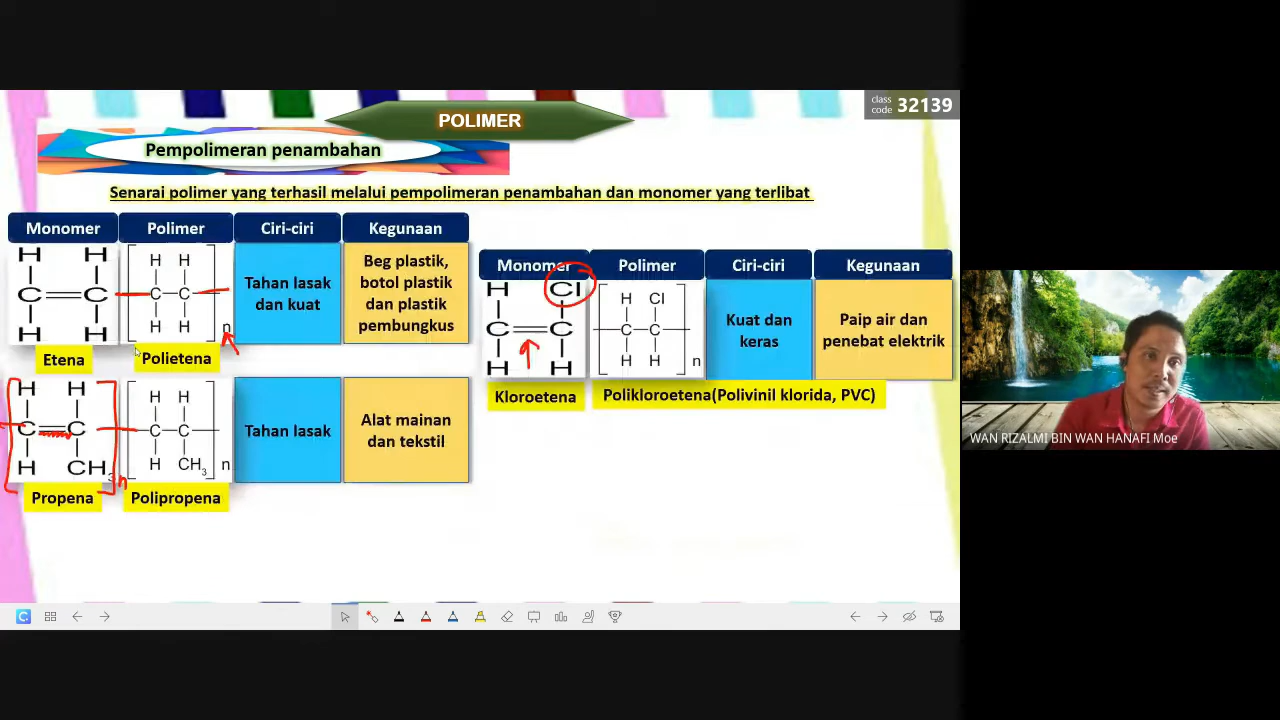 class
code 32139
POLIMER
Pempolimeran penambahan
Senarai polimer yang terhasil melalui pempolimeran penambahan dan monomer yang terlibat
Monomer Polimer Ciri-ciri Kegunaan
H H
C C
H H
H H
C C
H H
n
Tahan lasak
dan kuat
Beg plastik,
botol plastik
dan plastik
pembungkus
Etena Polietena
H H
C C
H CH3
n
H H
C C
H CH3
n
Tahan lasak
Alat mainan
dan tekstil
Propena Polipropena
Monomer Polimer Ciri-ciri Kegunaan
H Cl
C C
H H
H Cl
C C
H H
n
Kuat dan
keras
Paip air dan
penebat elektrik
Kloroetena Polikloroetena(Polivinil klorida, PVC)
WAN RIZALMI BIN WAN HANAFI Moe
C